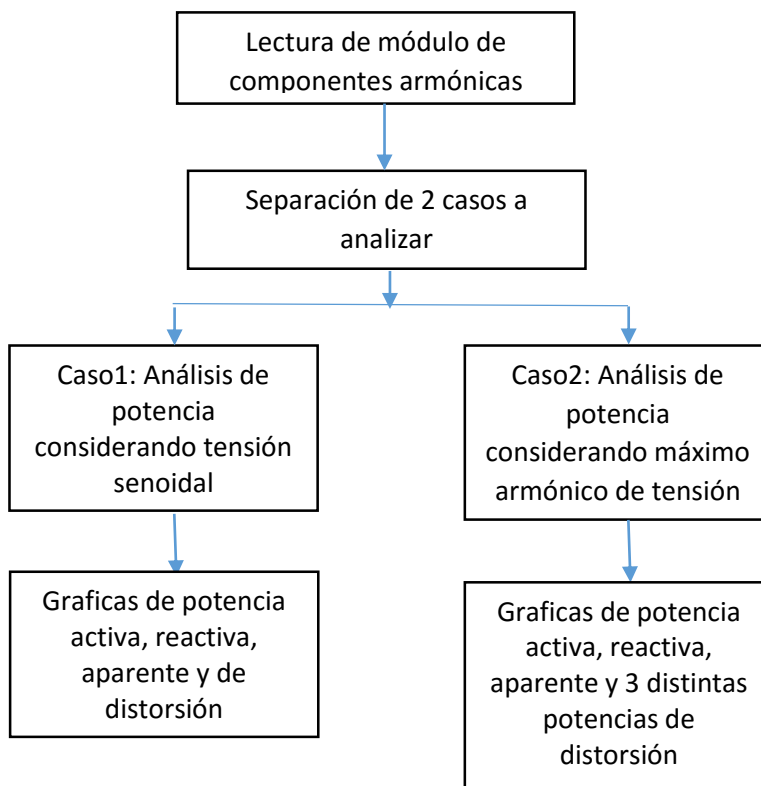 Lectura de módulo de
componentes armónicas
Separación de 2 casos a
analizar
Caso1: Análisis de
potencia
considerando tensión
senoidal
Caso2: Análisis de
potencia
considerando máximo
armónico de tensión
Graficas de potencia
activa, reactiva,
aparente y de
distorsión
Graficas de potencia
activa, reactiva,
aparente y 3 distintas
potencias de
distorsión